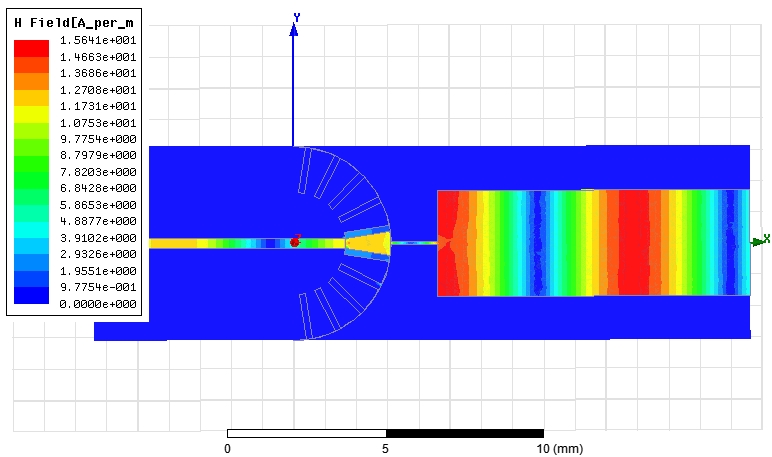 H Field[A_per_m
1.5641e+001
1.4663e+001
1.3686e+001
1.2708e+001
1.1731e+001
1.0753e+001
9.7754e+000
8.7979e+000
7.8203e+000
6.8428e+000
5.8653e+000
4.8877e+000
3.9102e+000
2.9326e+000
1.9551e+000
9.7754e-001
0.0000e+000
Y
Z
X
0 5 10 (mm)